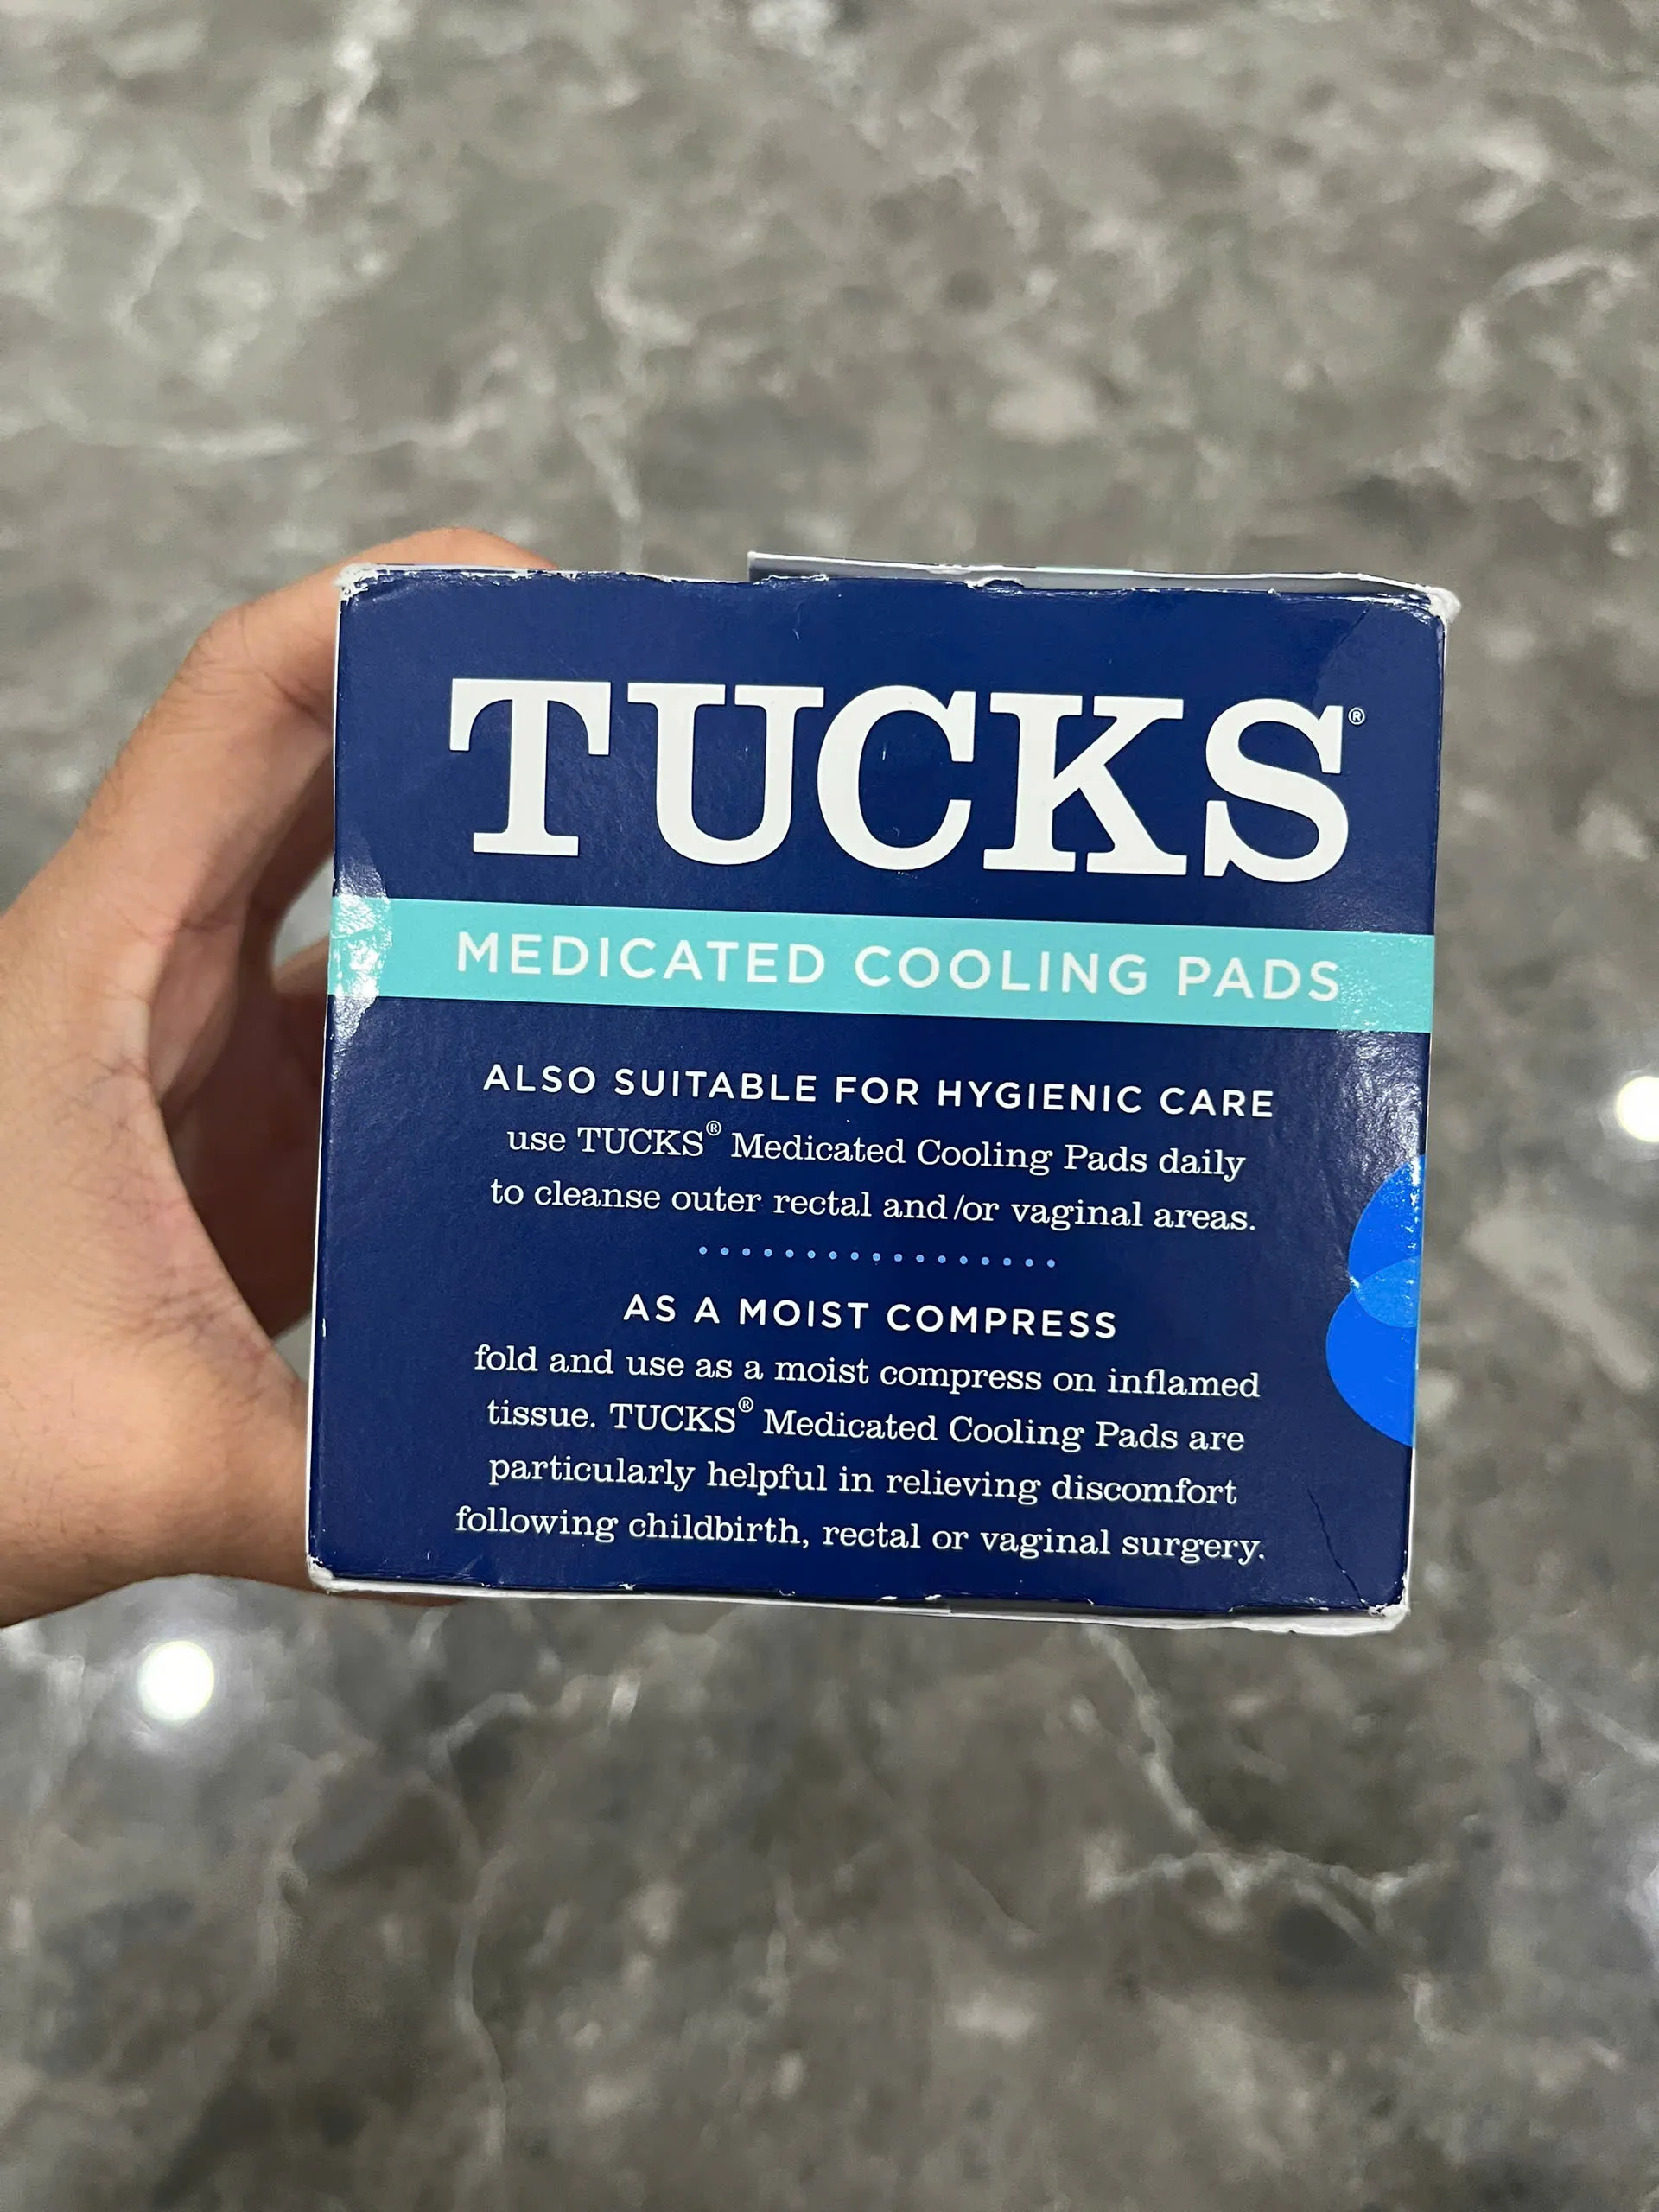 TUCKS®
MEDICATED COOLING PADS
ALSO SUITABLE FOR HYGIENIC CARE
use TUCKS® Medicated Cooling Pads daily
to cleanse outer rectal and/or vaginal areas.
AS A MOIST COMPRESS
fold and use as a moist compress on inflamed
tissue. TUCKS® Medicated Cooling Pads are
particularly helpful in relieving discomfort
following childbirth, rectal or vaginal surgery.